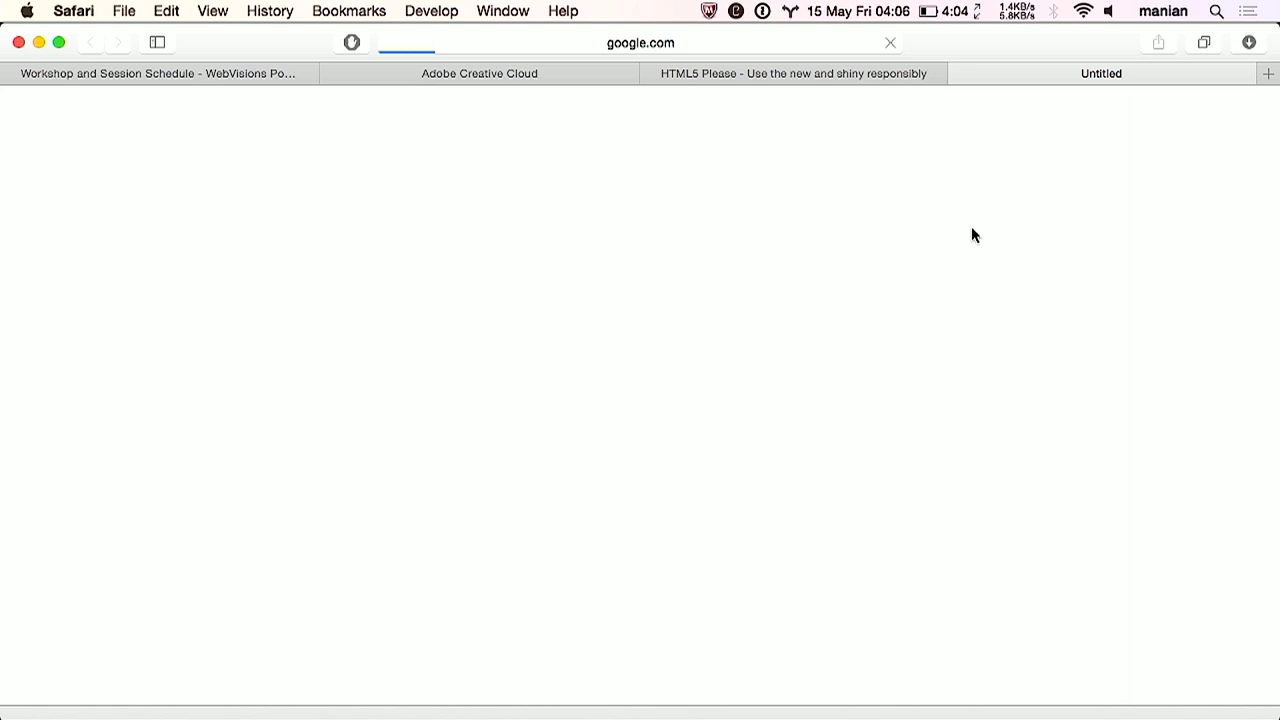 Safari File Edit View History Bookmarks Develop Window Help 15 May Fri 04:06 4:04 1.4KB/s 5.8KB/s manian
google.com
Workshop and Session Schedule - WebVisions Po... Adobe Creative Cloud HTML5 Please - Use the new and shiny responsibly Untitled